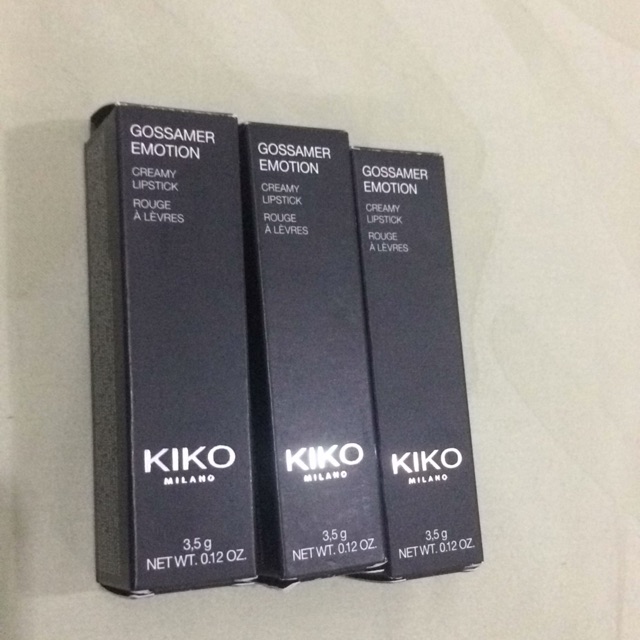 GOSSAMER
EMOTION
CREAMY
LIPSTICK
ROUGE
À LÈVRES
KIKO
MILANO
3,5 g
NET WT. 0.12 OZ.
GOSSAMER
EMOTION
CREAMY
LIPSTICK
ROUGE
À LÈVRES
KIKO
MILANO
3,5 g
NET WT. 0.12 OZ.
GOSSAMER
EMOTION
CREAMY
LIPSTICK
ROUGE
À LÈVRES
KIKO
MILANO
3,5 g
NET WT. 0.12 OZ.